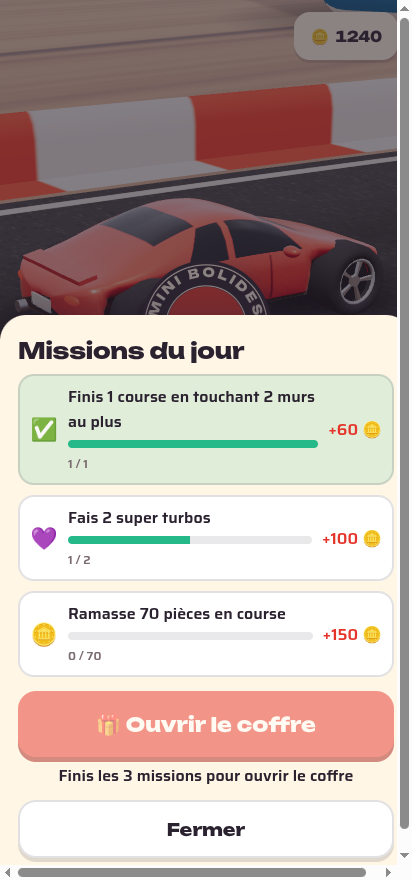 1240
MINI BOLIDES
Missions du jour
Finis 1 course en touchant 2 murs
au plus
+60
1 / 1
Fais 2 super turbos
+100
1 / 2
Ramasse 70 pièces en course
+150
0 / 70
Ouvrir le coffre
Finis les 3 missions pour ouvrir le coffre
Fermer